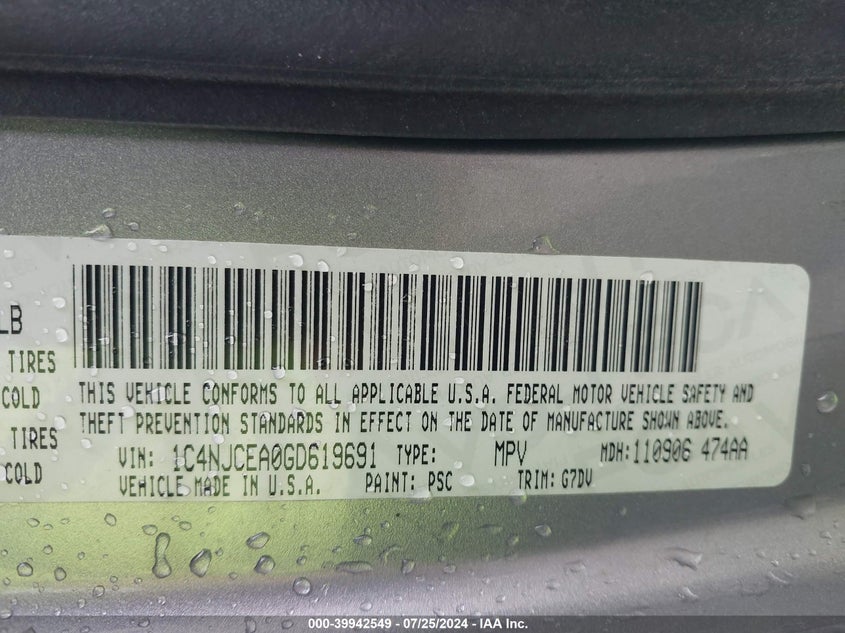 LB
TIRES
COLD
TIRES
COLD
THIS VEHICLE CONFORMS TO ALL APPLICABLE U.S.A. FEDERAL MOTOR VEHICLE SAFETY AND
THEFT PREVENTION STANDARDS IN EFFECT ON THE DATE OF MANUFACTURE SHOWN ABOVE.
VIN: 1C4NJCEA0GD619691 TYPE: MPV MDH:110906 474AA
VEHICLE MADE IN U.S.A. PAINT: PSC TRIM: G7DV
000-39942549 - 07/25/2024 - IAA Inc.